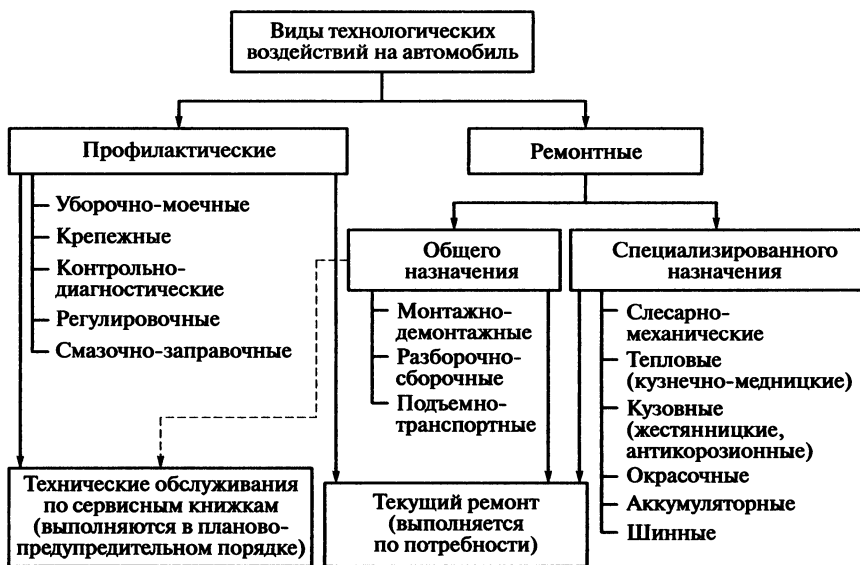 Виды технологических
воздействий на автомобиль
Профилактические
Ремонтные
Уборочно-моечные
Крепежные
Контрольно-
диагностические
Регулировочные
Смазочно-заправочные
Общего
назначения
Монтажно-
демонтажные
Разборочно-
сборочные
Подъемно-
транспортные
Специализированного
назначения
Слесарно-
механические
Тепловые
(кузнечно-медницкие)
Кузовные
(жестянницкие,
антикорозионные)
Окрасочные
Аккумуляторные
Шинные
Технические обслуживания
по сервисным книжкам
(выполняются в планово-
предупредительном порядке)
Текущий ремонт
(выполняется
по потребности)